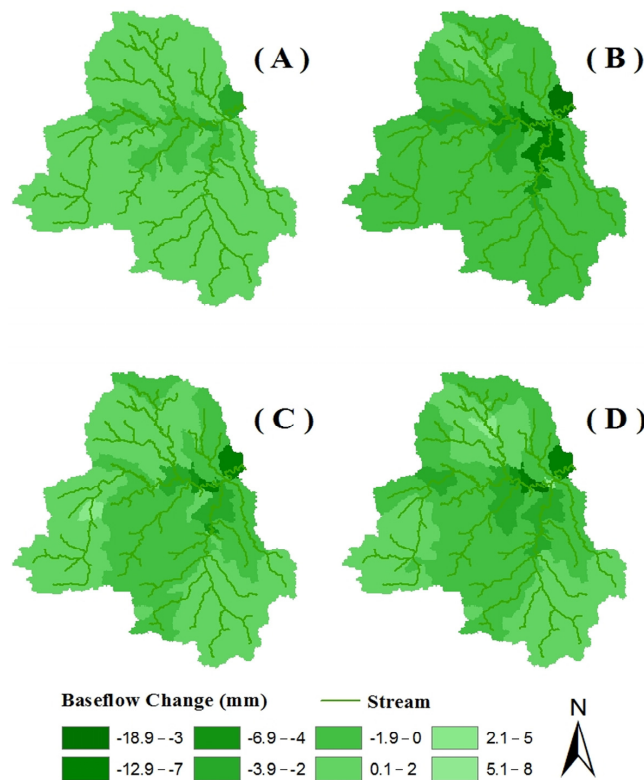 ( A )
( B )
( C )
( D )
Baseflow Change (mm)
Stream
N
-18.9 – -3
-6.9 – -4
-1.9 – 0
2.1 – 5
-12.9 – -7
-3.9 – -2
0.1 – 2
5.1 – 8